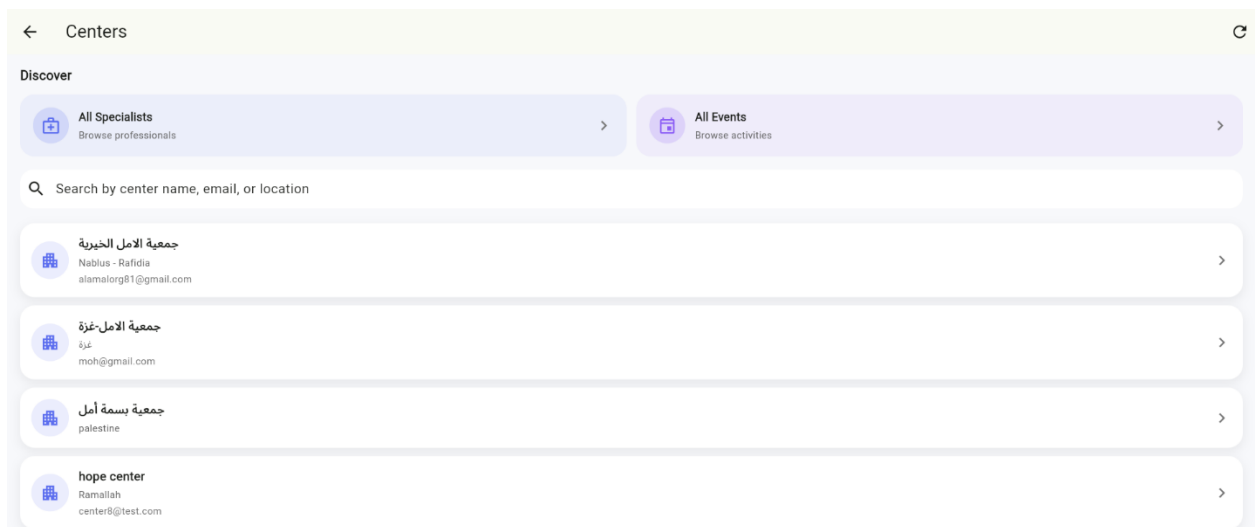 Centers
Discover
All Specialists
Browse professionals
All Events
Browse activities
Search by center name, email, or location
جمعية الامل الخيرية
Nablus - Rafidia
alamalorg81@gmail.com
جمعية الامل-غزة
غزة
moh@gmail.com
جمعية بسمة أمل
palestine
hope center
Ramallah
center8@test.com